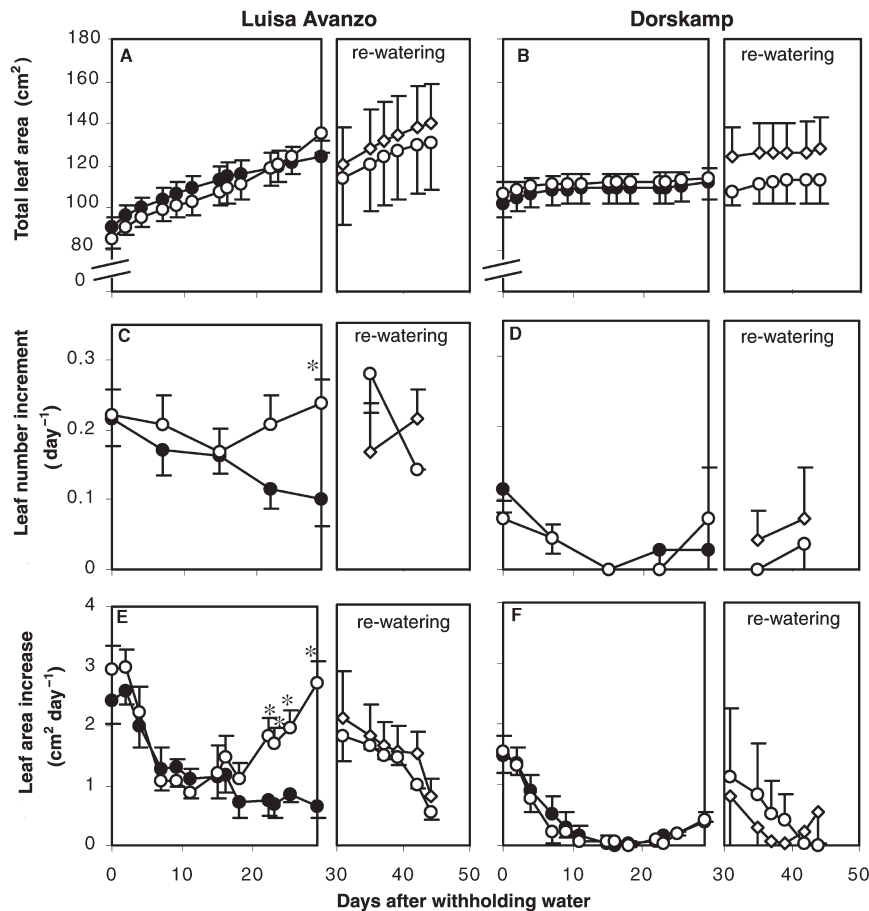 Luisa Avanzo Dorskamp
Total leaf area (cm²)
180
160
140
120
100
80
0
A
re-watering
B
re-watering
Leaf number increment
( day⁻¹)
0.3
0.2
0.1
0
C
*
re-watering
D
re-watering
Leaf area increase
(cm² day⁻¹)
4
3
2
1
0
E
*
*
*
*
re-watering
F
re-watering
0 10 20 30 40 50 0 10 20 30 40 50
Days after withholding water